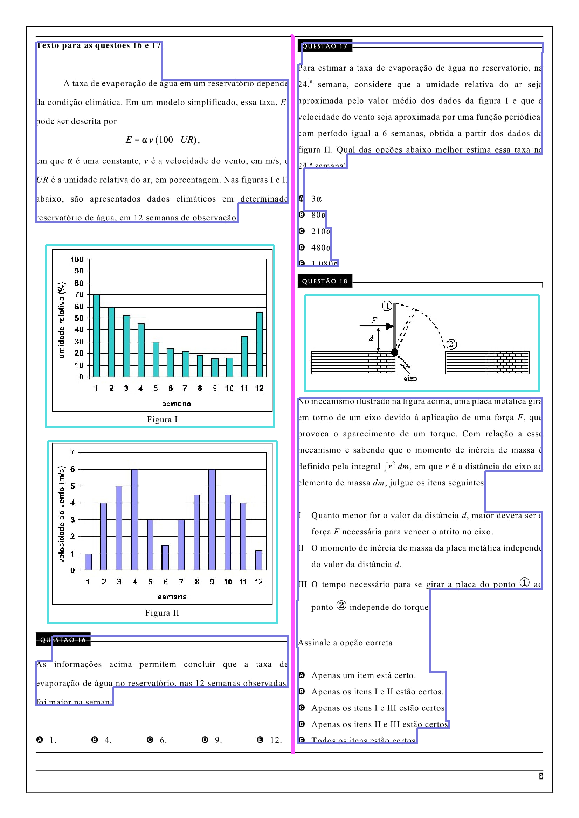 Texto para as questões 16 e 17
A taxa de evaporação de água em um reservatório depende
da condição climática. Em um modelo simplificado, essa taxa, E,
pode ser descrita por
E = α v (100 UR),
em que α é uma constante, v é a velocidade do vento, em m/s, e
UR é a umidade relativa do ar, em porcentagem. Nas figuras I e II
abaixo, são apresentados dados climáticos em determinado
reservatório de água, em 12 semanas de observação.
umidade relativa (%)
100
90
80
70
60
50
40
30
20
10
0
1 2 3 4 5 6 7 8 9 10 11 12
semana
Figura I
velocidade do vento (m/s)
7
6
5
4
3
2
1
0
1 2 3 4 5 6 7 8 9 10 11 12
semana
Figura II
QUESTÃO 16
As informações acima permitem concluir que a taxa de
evaporação de água no reservatório, nas 12 semanas observadas,
foi maior na semana
A 1. B 4. C 6. D 9. E 12.
QUESTÃO 17
Para estimar a taxa de evaporação de água no reservatório, na
24.ª semana, considere que a umidade relativa do ar seja
aproximada pelo valor médio dos dados da figura I e que a
velocidade do vento seja aproximada por uma função periódica,
com período igual a 6 semanas, obtida a partir dos dados da
figura II. Qual das opções abaixo melhor estima essa taxa na
24.ª semana?
A 3α
B 80α
C 210α
D 480α
E 1.080α
QUESTÃO 18
①
F
d
②
eixo
No mecanismo ilustrado na figura acima, uma placa metálica gira
em torno de um eixo devido à aplicação de uma força F, que
provoca o aparecimento de um torque. Com relação a esse
mecanismo e sabendo que o momento de inércia de massa é
definido pela integral ∫r² dm, em que r é a distância do eixo ao
elemento de massa dm, julgue os itens seguintes.
I Quanto menor for a valor da distância d, maior deverá ser a
força F necessária para vencer o atrito no eixo.
II O momento de inércia de massa da placa metálica independe
do valor da distância d.
III O tempo necessário para se girar a placa do ponto ① ao
ponto ② independe do torque.
Assinale a opção correta.
A Apenas um item está certo.
B Apenas os itens I e II estão certos.
C Apenas os itens I e III estão certos.
D Apenas os itens II e III estão certos.
E Todos os itens estão certos.